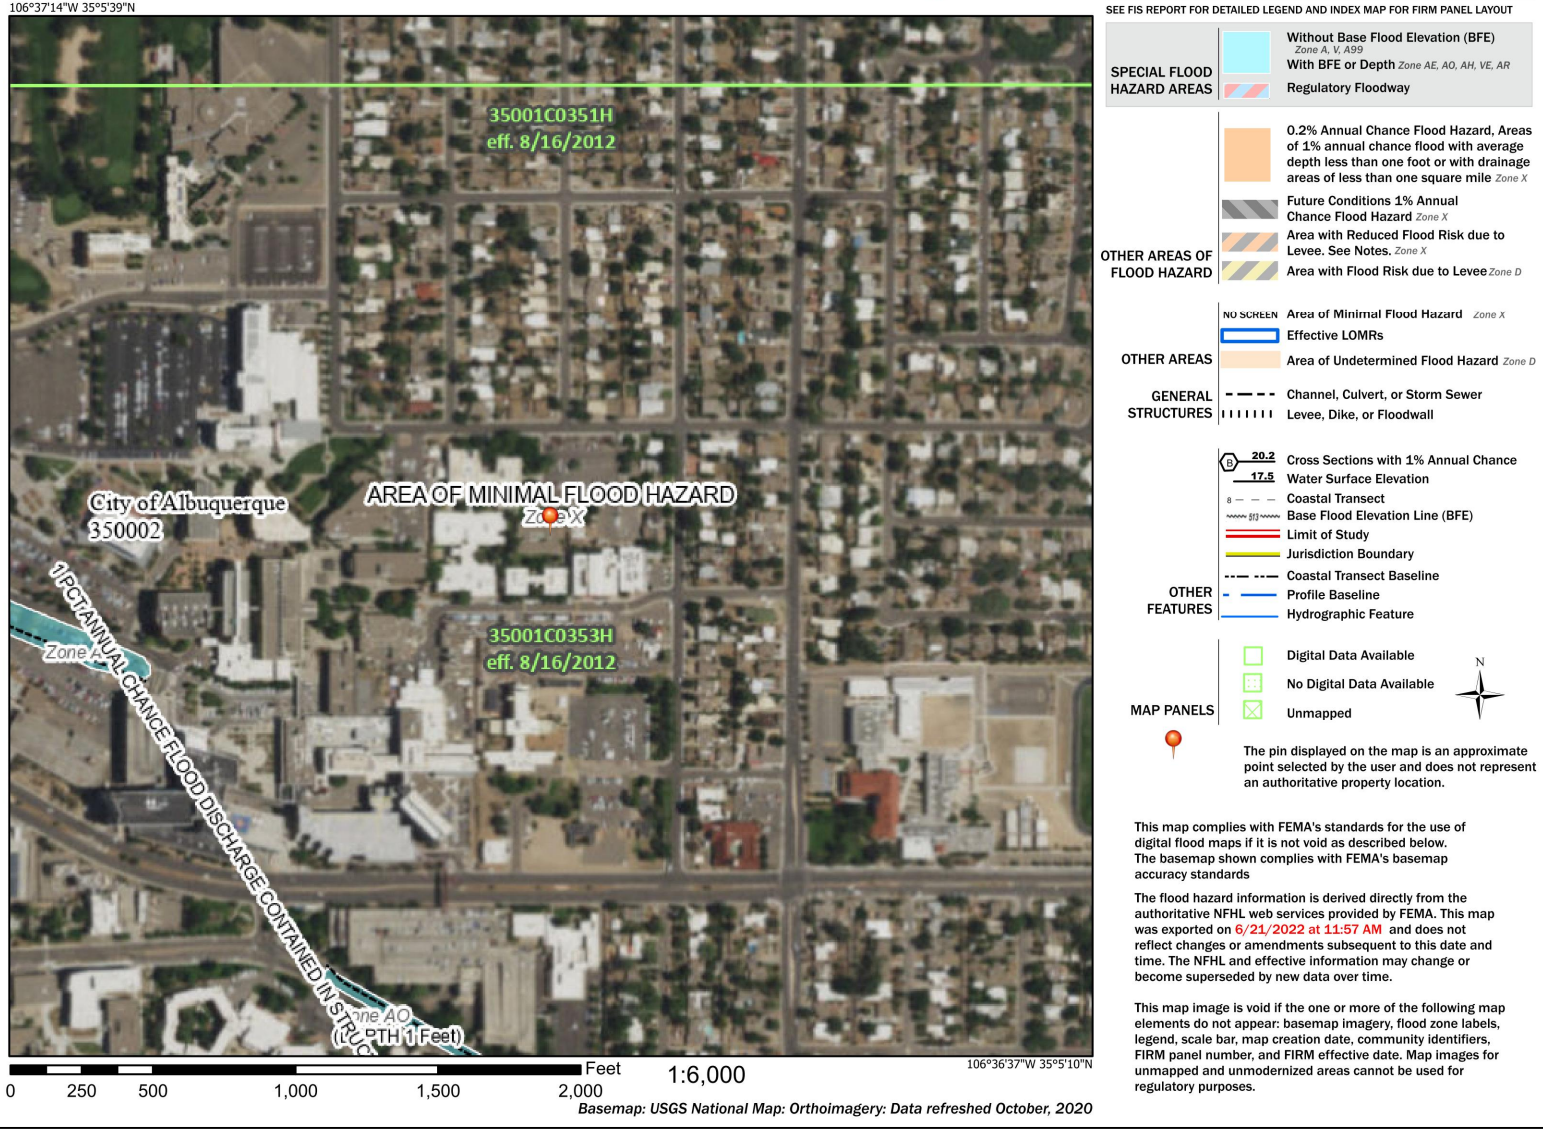 106°37'14"W 35°5'39"N
35001C0351H
eff. 8/16/2012
AREA OF MINIMAL FLOOD HAZARD
City of Albuquerque
350002
35001C0353H
eff. 8/16/2012
1 PCT ANNUAL CHANCE FLOOD DISCHARGE CONTAINED IN STRUC
106°36'37"W 35°5'10"N
Feet
1:6,000
0 250 500 1,000 1,500 2,000
Basemap: USGS National Map: Orthoimagery: Data refreshed October, 2020
SEE FIS REPORT FOR DETAILED LEGEND AND INDEX MAP FOR FIRM PANEL LAYOUT
SPECIAL FLOOD
HAZARD AREAS
Without Base Flood Elevation (BFE)
Zone A, V, A99
With BFE or Depth Zone AE, AO, AH, VE, AR
Regulatory Floodway
OTHER AREAS OF
FLOOD HAZARD
0.2% Annual Chance Flood Hazard, Areas
of 1% annual chance flood with average
depth less than one foot or with drainage
areas of less than one square mile Zone X
Future Conditions 1% Annual
Chance Flood Hazard Zone X
Area with Reduced Flood Risk due to
Levee. See Notes. Zone X
Area with Flood Risk due to Levee Zone D
OTHER AREAS
NO SCREEN Area of Minimal Flood Hazard Zone X
Effective LOMRs
Area of Undetermined Flood Hazard Zone D
GENERAL
STRUCTURES
Channel, Culvert, or Storm Sewer
Levee, Dike, or Floodwall
OTHER
FEATURES
B 20.2 Cross Sections with 1% Annual Chance
17.5 Water Surface Elevation
8 Coastal Transect
513 Base Flood Elevation Line (BFE)
Limit of Study
Jurisdiction Boundary
Coastal Transect Baseline
Profile Baseline
Hydrographic Feature
MAP PANELS
Digital Data Available
No Digital Data Available
Unmapped
N
The pin displayed on the map is an approximate
point selected by the user and does not represent
an authoritative property location.
This map complies with FEMA's standards for the use of
digital flood maps if it is not void as described below.
The basemap shown complies with FEMA's basemap
accuracy standards
The flood hazard information is derived directly from the
authoritative NFHL web services provided by FEMA. This map
was exported on 6/21/2022 at 11:57 AM and does not
reflect changes or amendments subsequent to this date and
time. The NFHL and effective information may change or
become superseded by new data over time.
This map image is void if the one or more of the following map
elements do not appear: basemap imagery, flood zone labels,
legend, scale bar, map creation date, community identifiers,
FIRM panel number, and FIRM effective date. Map images for
unmapped and unmodernized areas cannot be used for
regulatory purposes.